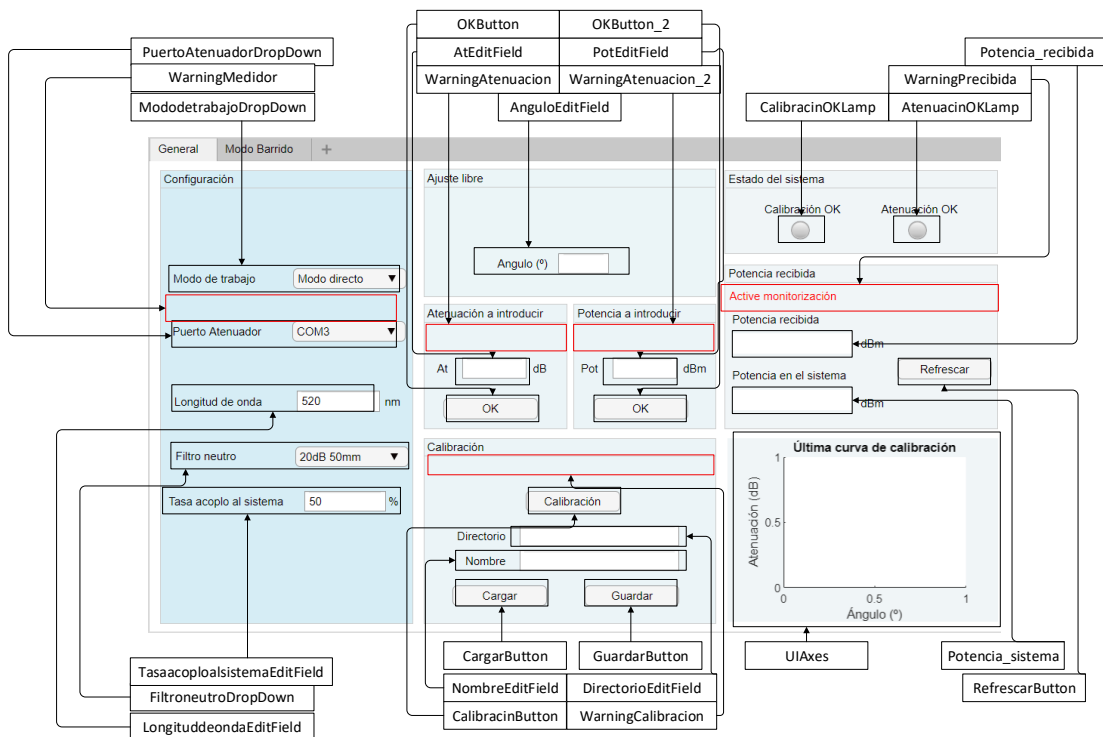 OKButton OKButton_2
PuertoAtenuadorDropDown AtEditField PotEditField Potencia_recibida
WarningMedidor WarningAtenuacion WarningAtenuacion_2 WarningPrecibida
MododetrabajoDropDown AnguloEditField CalibracinOKLamp AtenuacinOKLamp
General Modo Barrido +
Configuración
Modo de trabajo Modo directo
Puerto Atenuador COM3
Longitud de onda 520 nm
Filtro neutro 20dB 50mm
Tasa acoplo al sistema 50 %
Ajuste libre
Angulo (º)
Atenuación a introducir
At dB
OK
Potencia a introducir
Pot dBm
OK
Calibración
Calibración
Directorio
Nombre
Cargar Guardar
Estado del sistema
Calibración OK Atenuación OK
Potencia recibida
Active monitorización
Potencia recibida
dBm
Refrescar
Potencia en el sistema
dBm
Última curva de calibración
Atenuación (dB)
1
0.5
0
0 0.5 1
Ángulo (º)
TasaacoploalsistemaEditField CargarButton GuardarButton UIAxes Potencia_sistema
FiltroneutroDropDown NombreEditField DirectorioEditField RefrescarButton
LongituddeondaEditField CalibracinButton WarningCalibracion